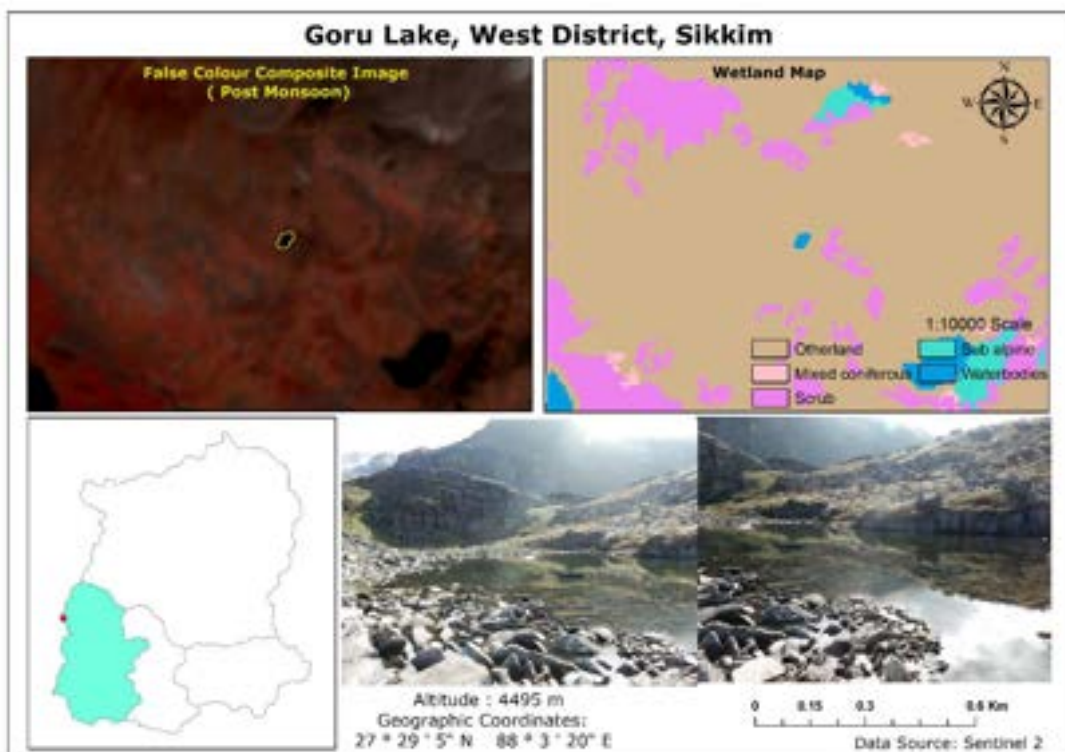 Goru Lake, West District, Sikkim
False Colour Composite Image
( Post Monsoon)
Wetland Map
N
W E
S
1:10000 Scale
Otherland
Sub alpine
Mixed coniferous
Waterbodies
Scrub
Altitude : 4495 m
Geographic Coordinates:
27 ° 29 ' 5" N 88 ° 3 ' 20" E
0 0.15 0.3 0.6 Km
Data Source: Sentinel 2